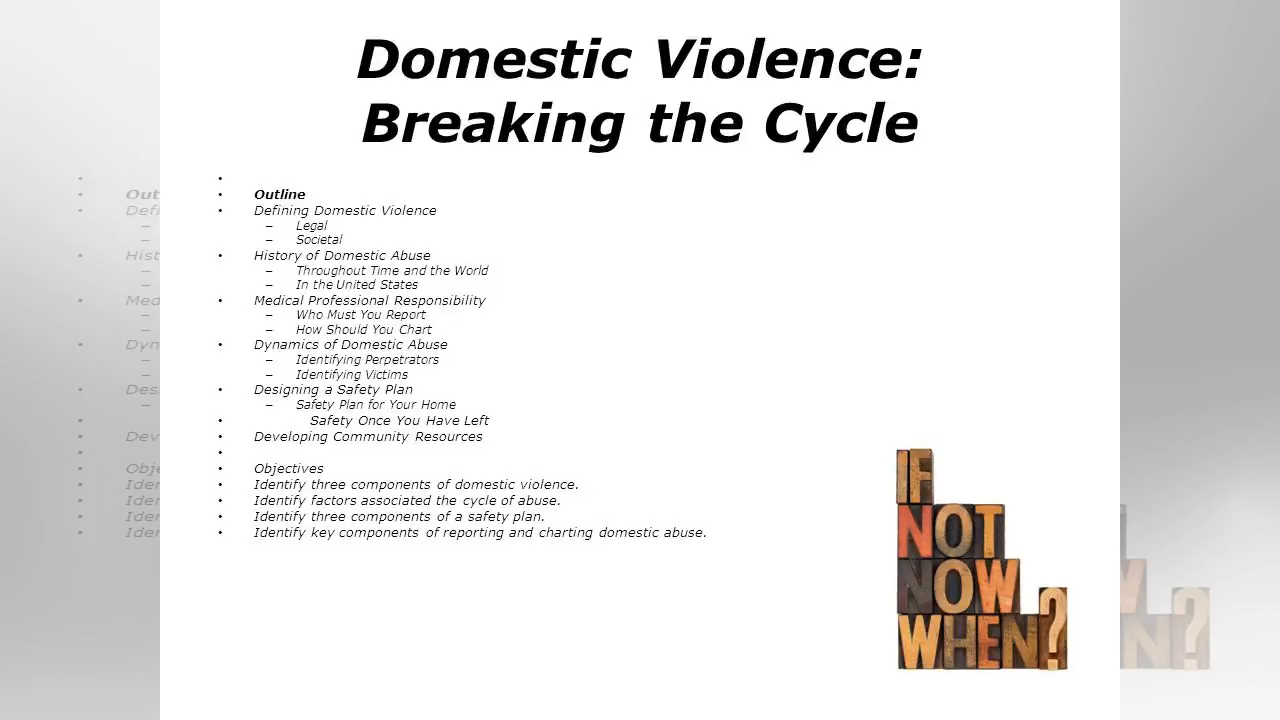 Domestic Violence:
Breaking the Cycle
•
• Outline
• Defining Domestic Violence
– Legal
– Societal
• History of Domestic Abuse
– Throughout Time and the World
– In the United States
• Medical Professional Responsibility
– Who Must You Report
– How Should You Chart
• Dynamics of Domestic Abuse
– Identifying Perpetrators
– Identifying Victims
• Designing a Safety Plan
– Safety Plan for Your Home
• Safety Once You Have Left
• Developing Community Resources
•
• Objectives
• Identify three components of domestic violence.
• Identify factors associated the cycle of abuse.
• Identify three components of a safety plan.
• Identify key components of reporting and charting domestic abuse.
IF
NOT
NOW
WHEN?